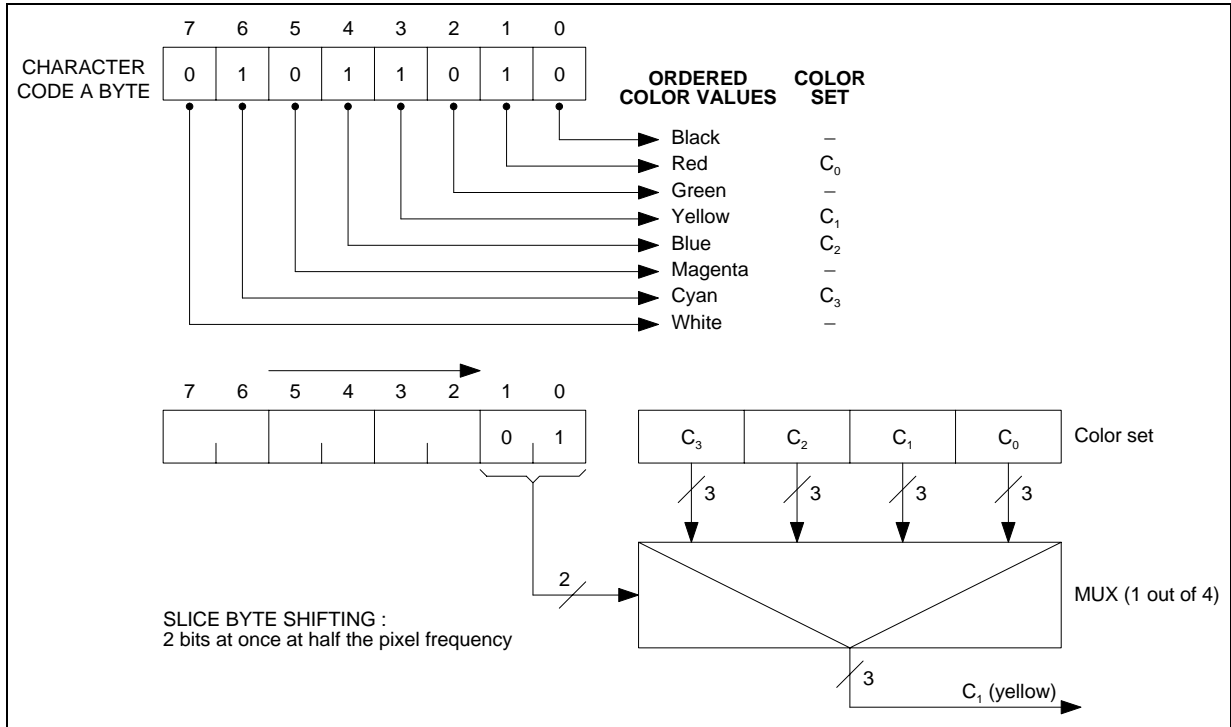 7 6 5 4 3 2 1 0
CHARACTER
CODE A BYTE
0 1 0 1 1 0 1 0
ORDERED
COLOR VALUES
COLOR
SET
Black –
Red C₀
Green –
Yellow C₁
Blue C₂
Magenta –
Cyan C₃
White –
7 6 5 4 3 2 1 0
0 1
C₃ C₂ C₁ C₀ Color set
3 3 3 3
2
MUX (1 out of 4)
SLICE BYTE SHIFTING :
2 bits at once at half the pixel frequency
3
C₁ (yellow)